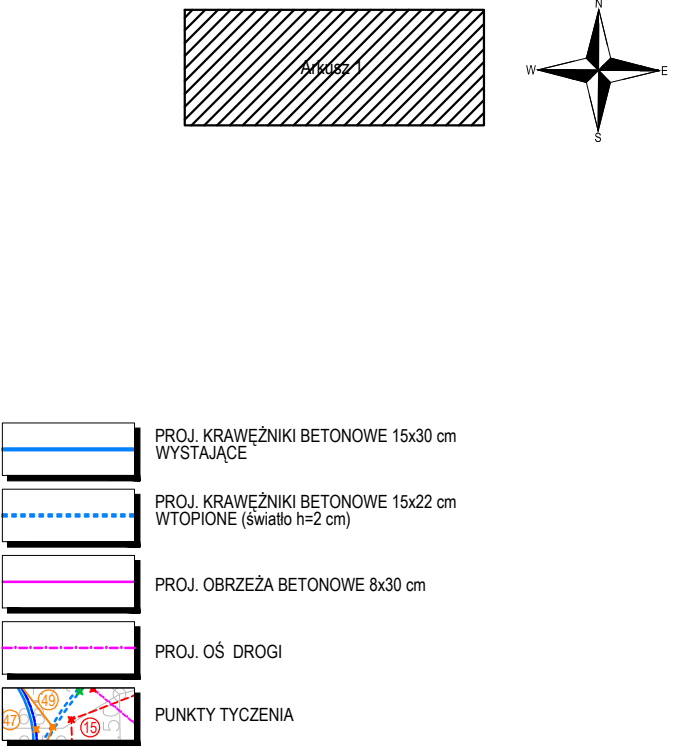 N
Arkusz 1
W
E
S
PROJ. KRAWĘŻNIKI BETONOWE 15x30 cm
WYSTAJĄCE
PROJ. KRAWĘŻNIKI BETONOWE 15x22 cm
WTOPIONE (światło h=2 cm)
PROJ. OBRZEŻA BETONOWE 8x30 cm
PROJ. OŚ DROGI
49
47
15
PUNKTY TYCZENIA